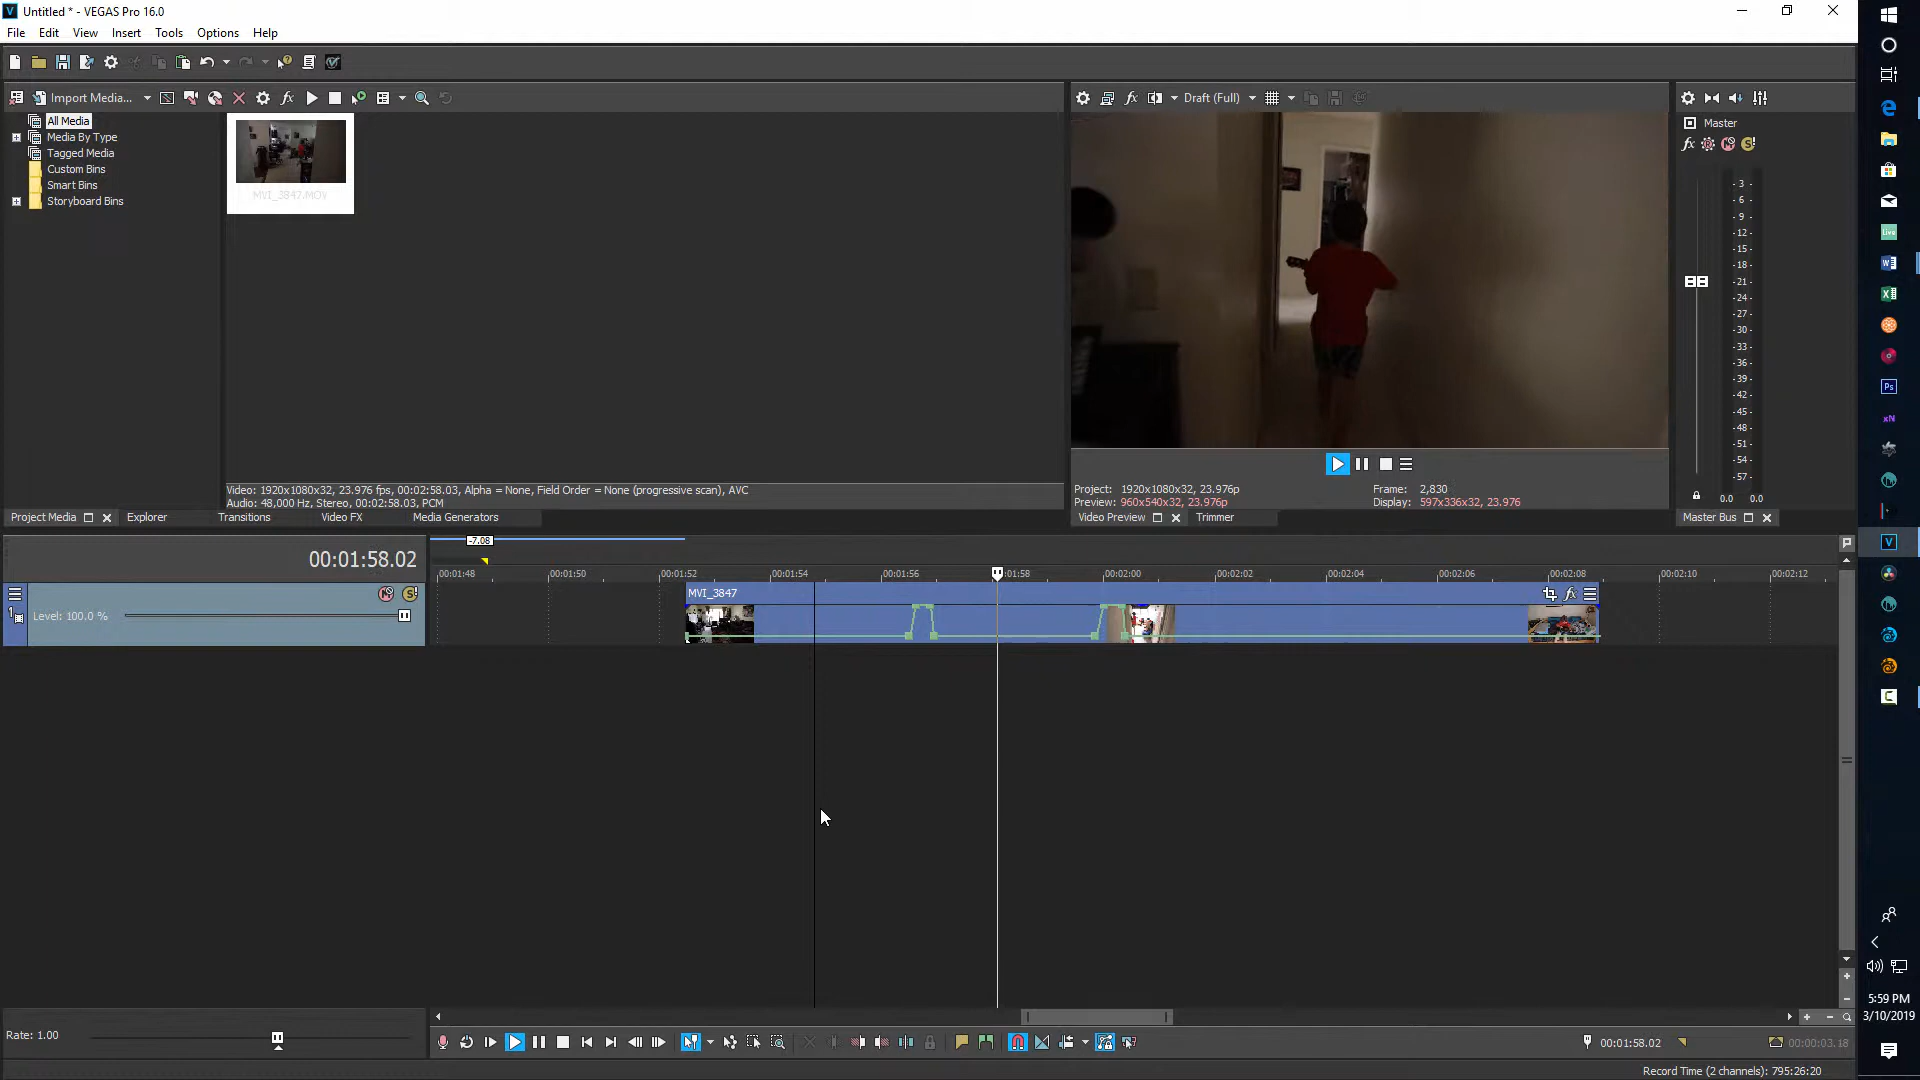 Untitled * - VEGAS Pro 16.0
File Edit View Insert Tools Options Help
Import Media...
All Media
Media By Type
Tagged Media
Custom Bins
Smart Bins
Storyboard Bins
MVI_3847.MOV
Video: 1920x1080x32, 23.976 fps, 00:02:58.03, Alpha = None, Field Order = None (progressive scan), AVC
Audio: 48,000 Hz, Stereo, 00:02:58.03, PCM
Project Media Explorer Transitions Video FX Media Generators
Draft (Full)
Project: 1920x1080x32, 23.976p
Preview: 960x540x32, 23.976p
Frame: 2,830
Display: 597x336x32, 23.976
Video Preview Trimmer
Master
fx
-3
-6
-9
-12
-15
-18
-21
-24
-27
-30
-33
-36
-39
-42
-45
-48
-51
-54
-57
0.0 0.0
Master Bus
00:01:58.02
-7.08
00:01:48 00:01:50 00:01:52 00:01:54 00:01:56 00:01:58 00:02:00 00:02:02 00:02:04 00:02:06 00:02:08 00:02:10 00:02:12
1
Level: 100.0 %
MVI_3847
Rate: 1.00
00:01:58.02
00:00:03.18
Record Time (2 channels): 795:26:20
Live
Ps
xN
5:59 PM
3/10/2019